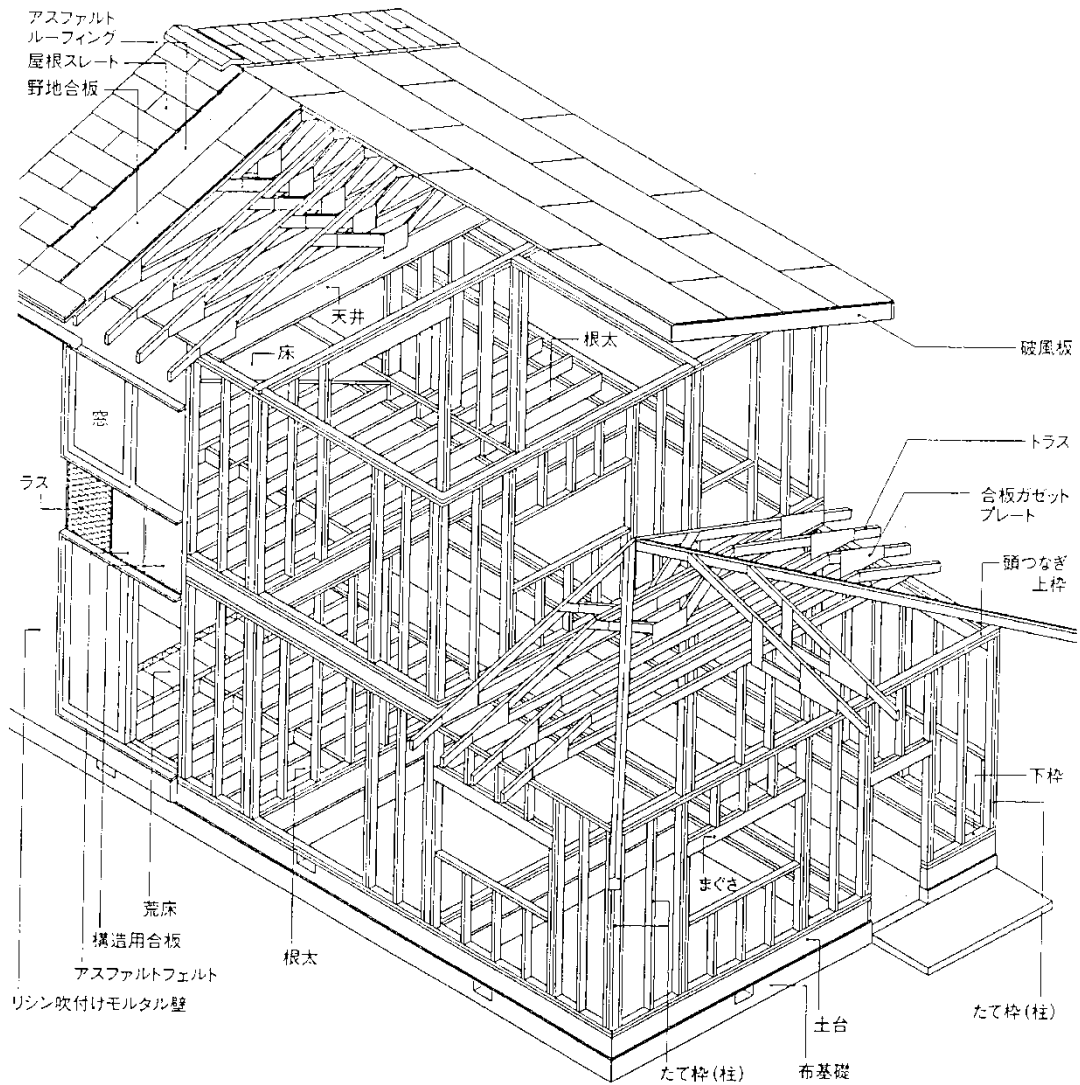 アスファルト
ルーフィング
屋根スレート
野地合板
天井
床
根太
破風板
窓
トラス
ラス
合板ガゼット
プレート
頭つなぎ
上枠
下枠
まぐさ
荒床
構造用合板
根太
アスファルトフェルト
リシン吹付けモルタル壁
たて枠(柱)
土台
たて枠(柱)
布基礎